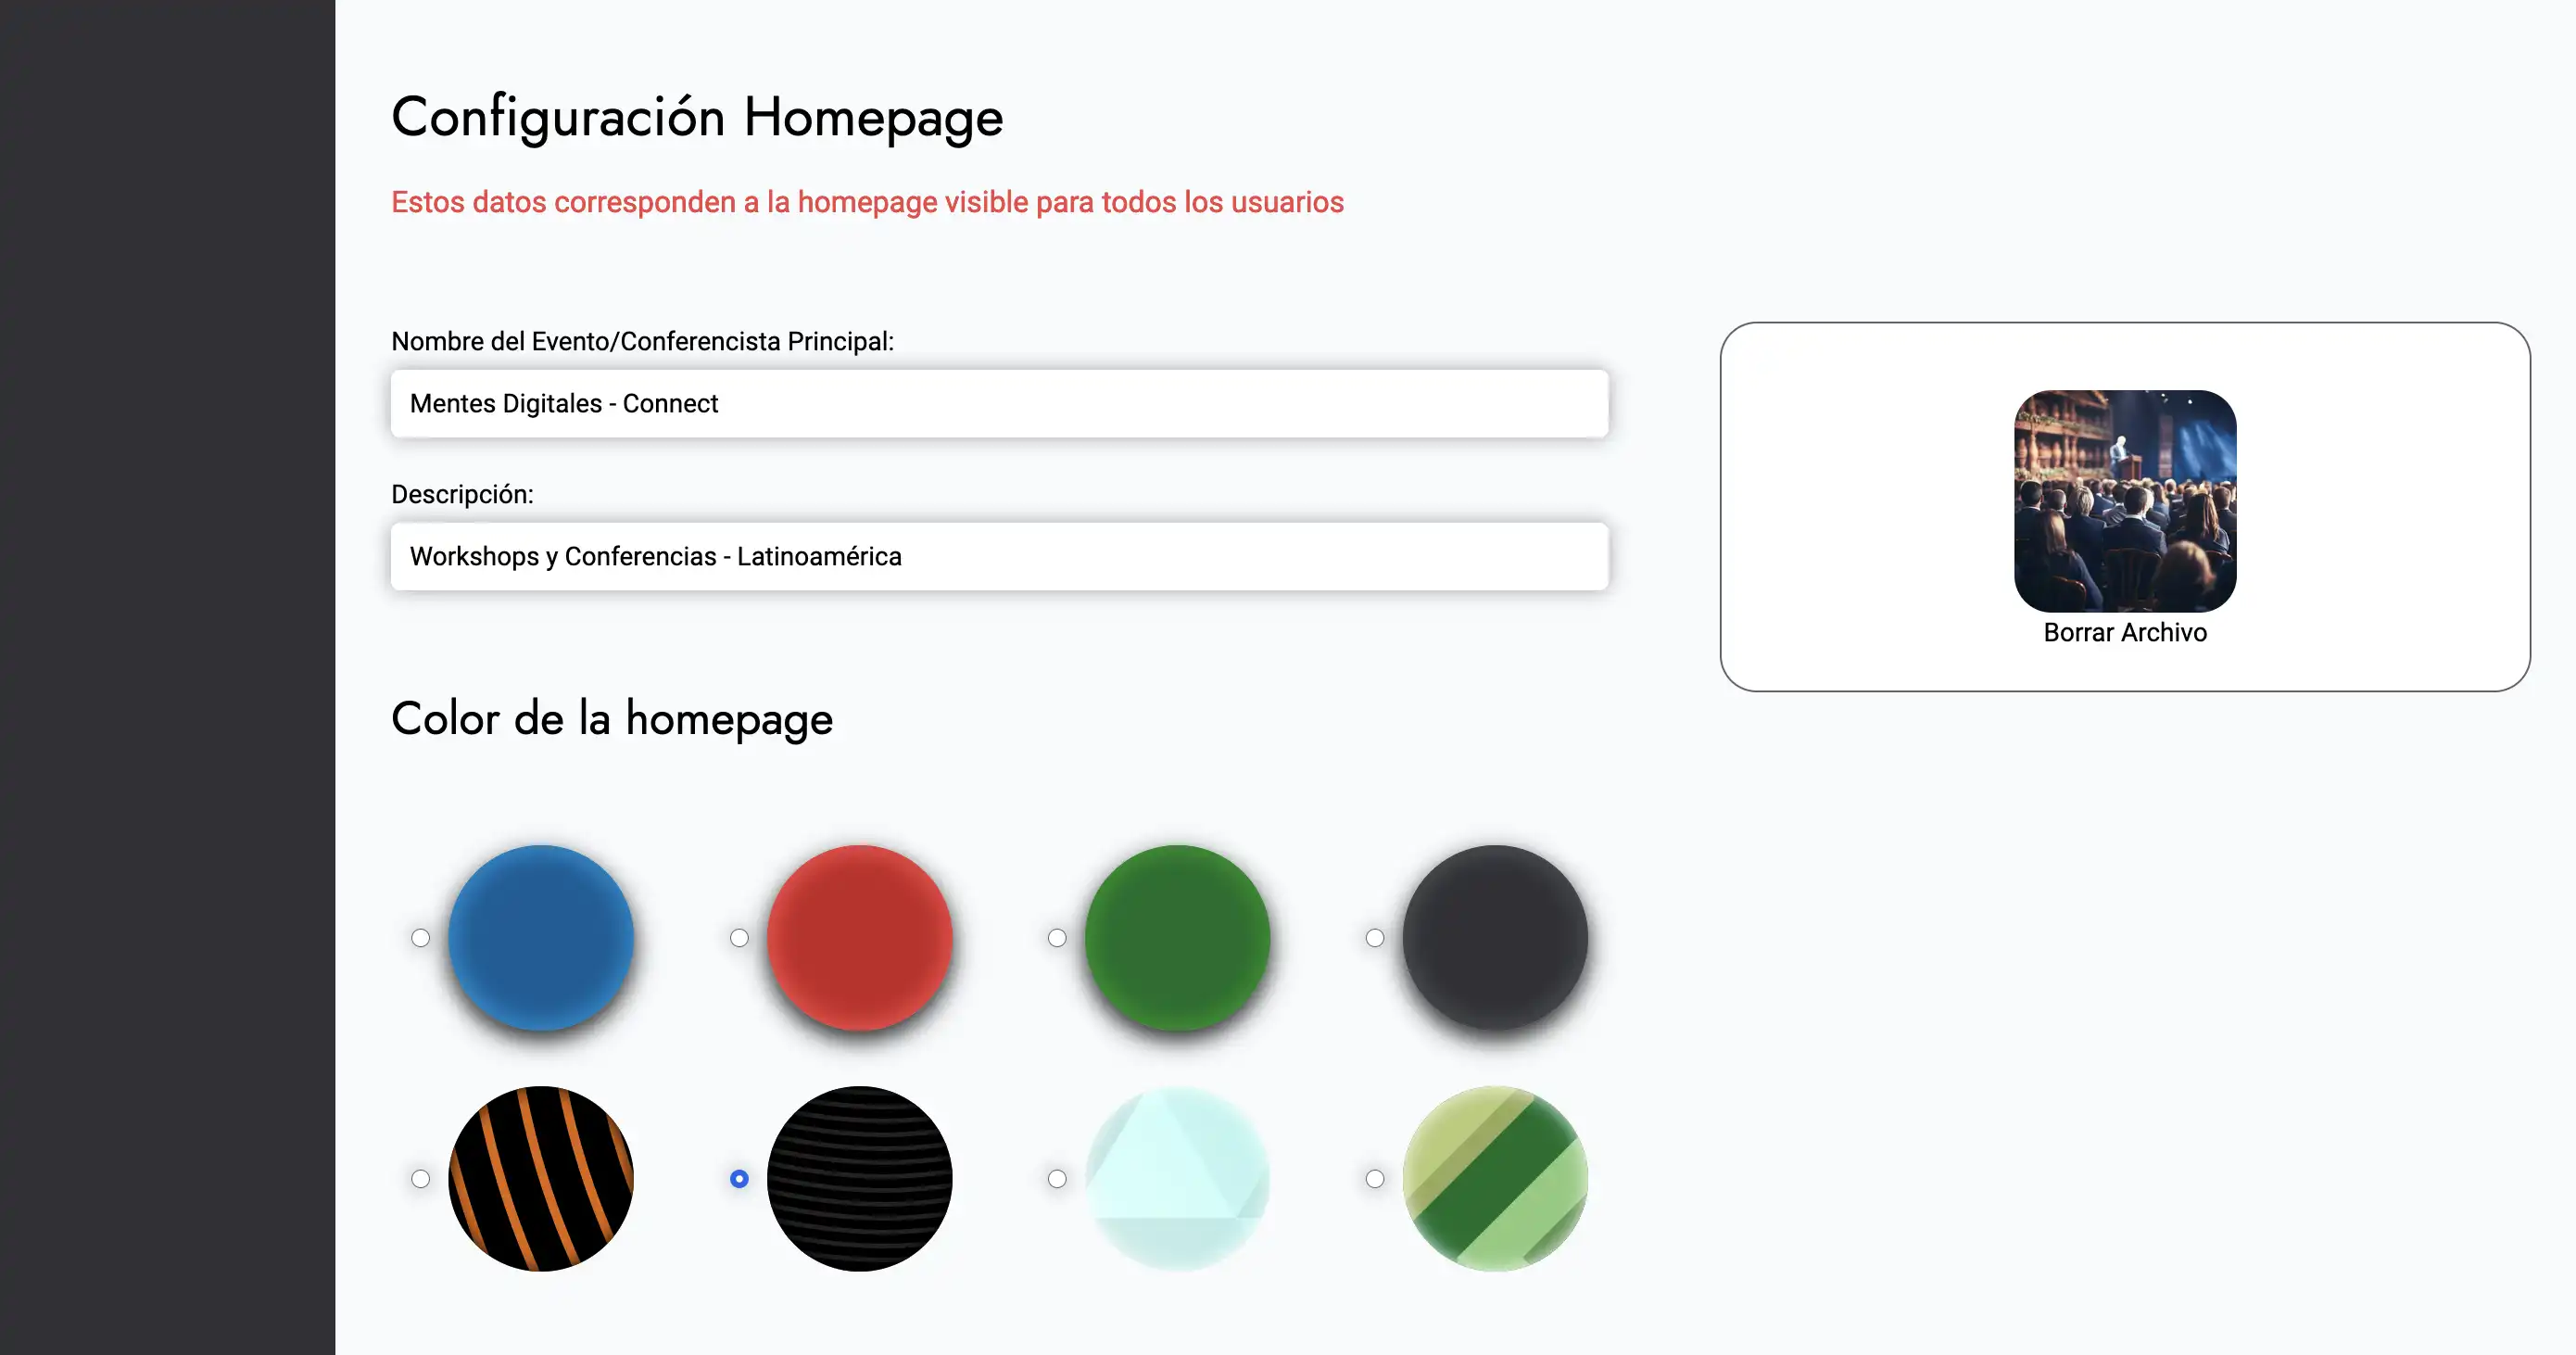 Configuración Homepage
Estos datos corresponden a la homepage visible para todos los usuarios
Nombre del Evento/Conferencista Principal:
Mentes Digitales - Connect
Descripción:
Workshops y Conferencias - Latinoamérica
Borrar Archivo
Color de la homepage